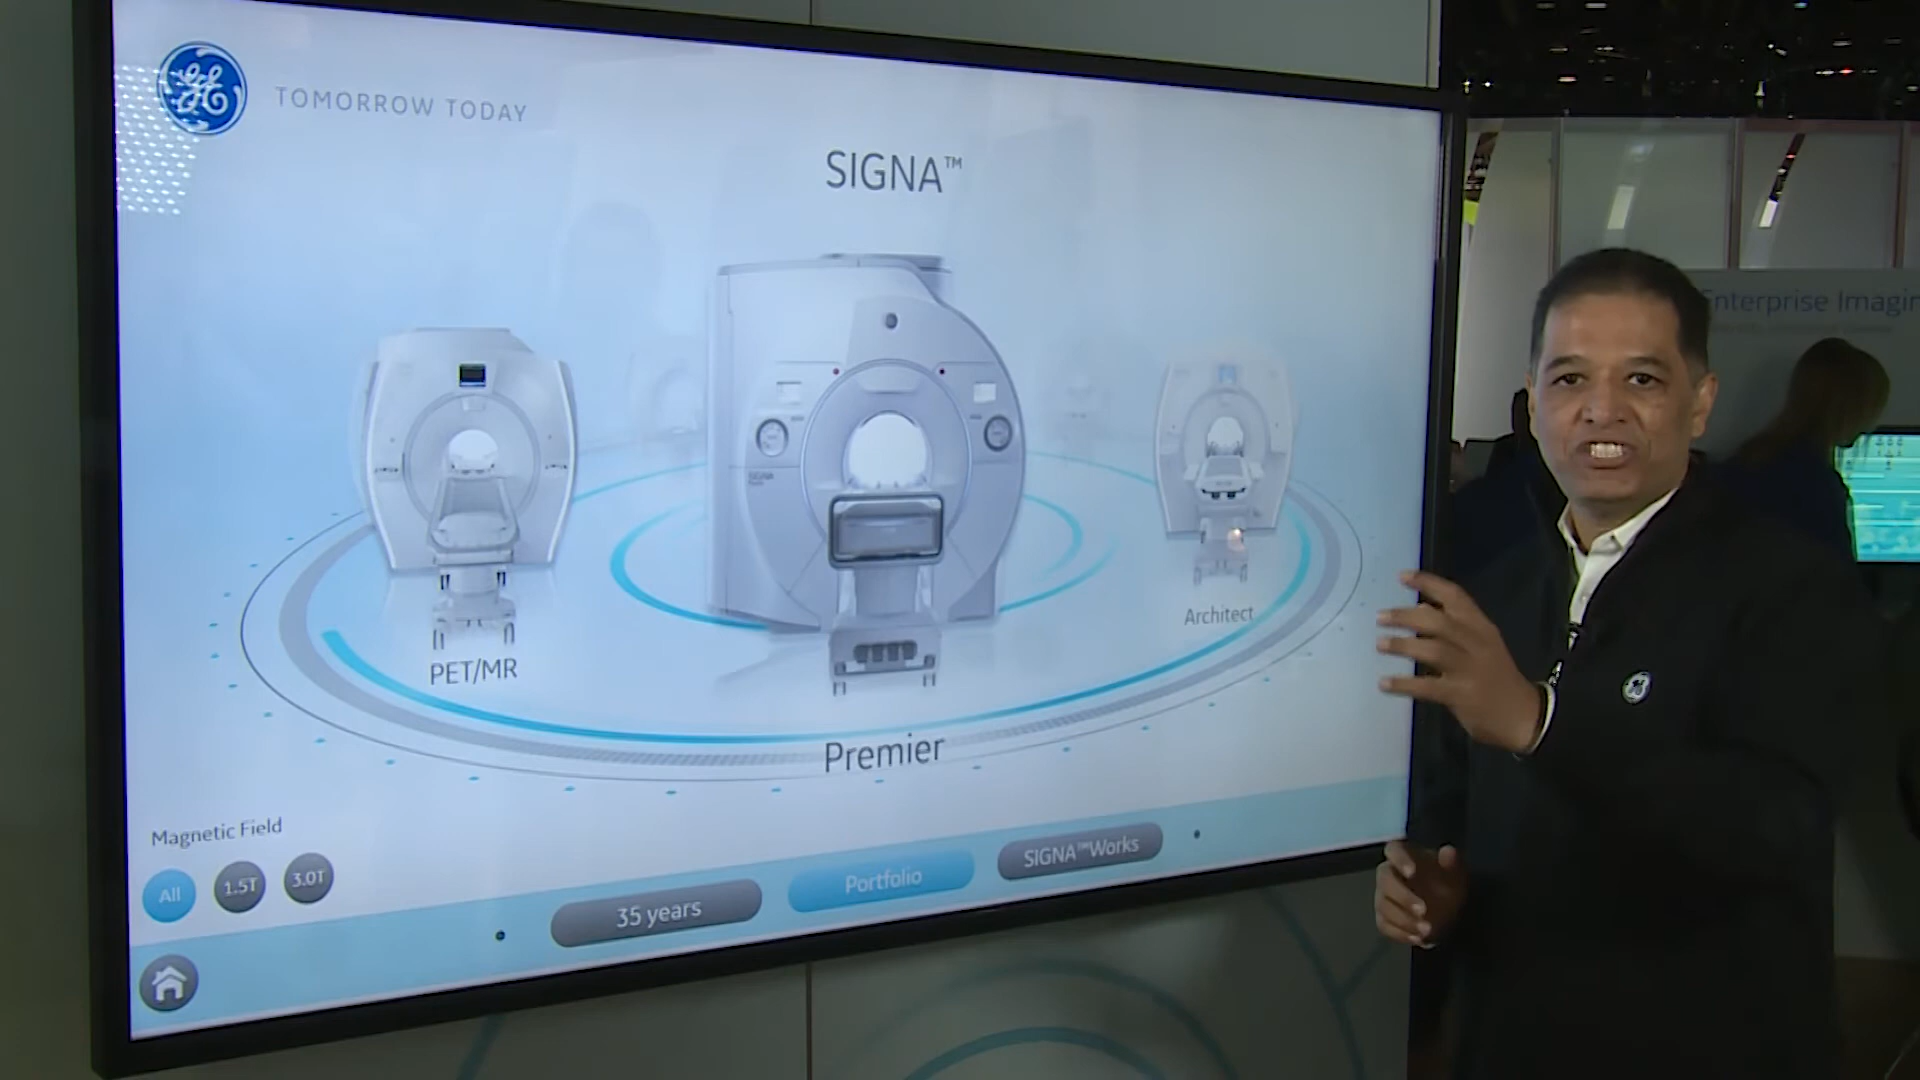 TOMORROW TODAY
SIGNA™
Enterprise Imagin
PET/MR
Architect
Premier
Magnetic Field
All
1.5T
3.0T
35 years
Portfolio
SIGNA™Works